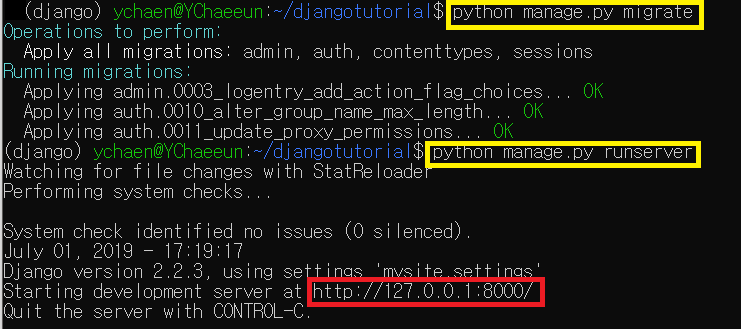 (django) ychaen@YChaeeun:~/djangotutorial$ python manage.py migrate
Operations to perform:
Apply all migrations: admin, auth, contenttypes, sessions
Running migrations:
Applying admin.0003_logentry_add_action_flag_choices... OK
Applying auth.0010_alter_group_name_max_length... OK
Applying auth.0011_update_proxy_permissions... OK
(django) ychaen@YChaeeun:~/djangotutorial$ python manage.py runserver
Watching for file changes with StatReloader
Performing system checks...
System check identified no issues (0 silenced).
July 01, 2019 - 17:19:17
Django version 2.2.3, using settings 'mysite.settings'
Starting development server at http://127.0.0.1:8000/
Quit the server with CONTROL-C.